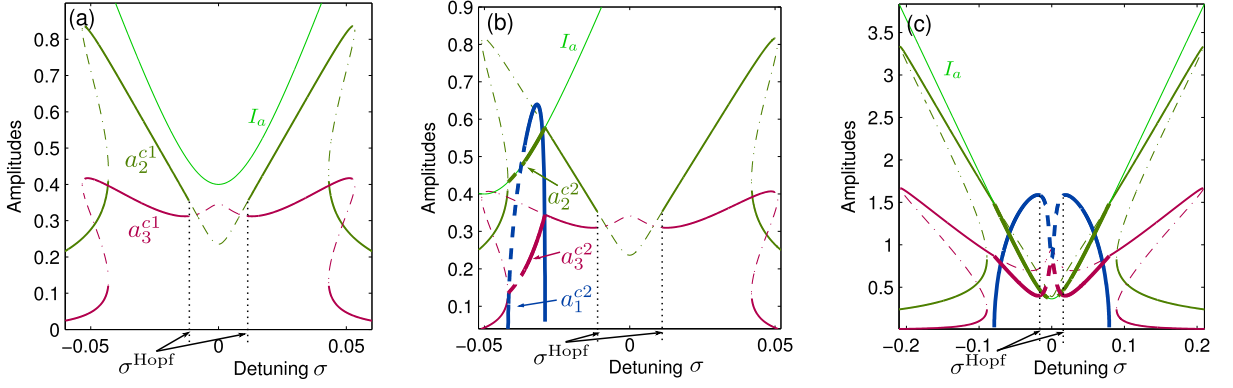 (a)
Amplitudes
0.8
0.7
0.6
0.5
0.4
0.3
0.2
0.1
0
I_a
a_2^{c1}
a_3^{c1}
−0.05 0 0.05
σ^Hopf Detuning σ
(b)
Amplitudes
0.9
0.8
0.7
0.6
0.5
0.4
0.3
0.2
0.1
I_a
a_2^{c2}
a_3^{c2}
a_1^{c2}
−0.05 0 0.05
σ^Hopf Detuning σ
(c)
Amplitudes
3.5
3
2.5
2
1.5
1
0.5
I_a
−0.2 −0.1 0 0.1 0.2
σ^Hopf Detuning σ